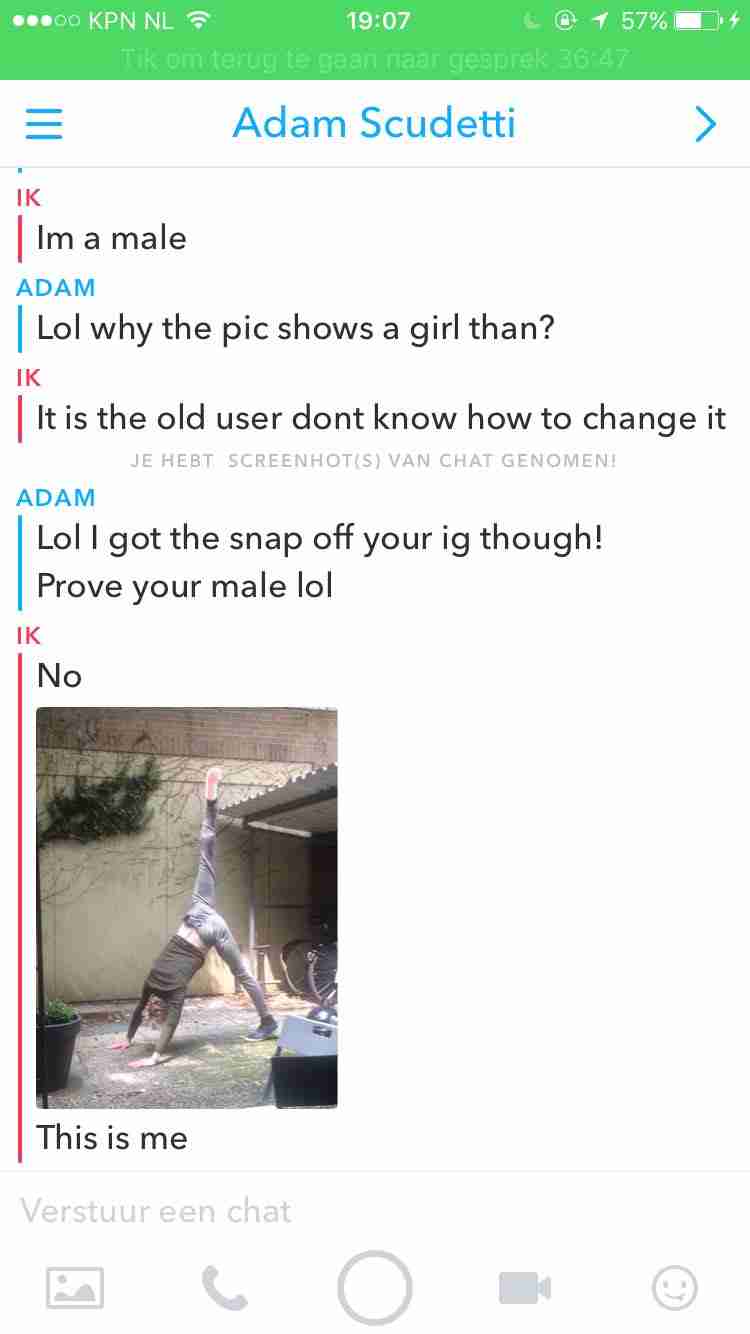 KPN NL 19:07 57%
Tik om terug te gaan naar gesprek 36:47
Adam Scudetti
IK
Im a male
ADAM
Lol why the pic shows a girl than?
IK
It is the old user dont know how to change it
JE HEBT SCREENHOT(S) VAN CHAT GENOMEN!
ADAM
Lol I got the snap off your ig though!
Prove your male lol
IK
No
This is me
Verstuur een chat